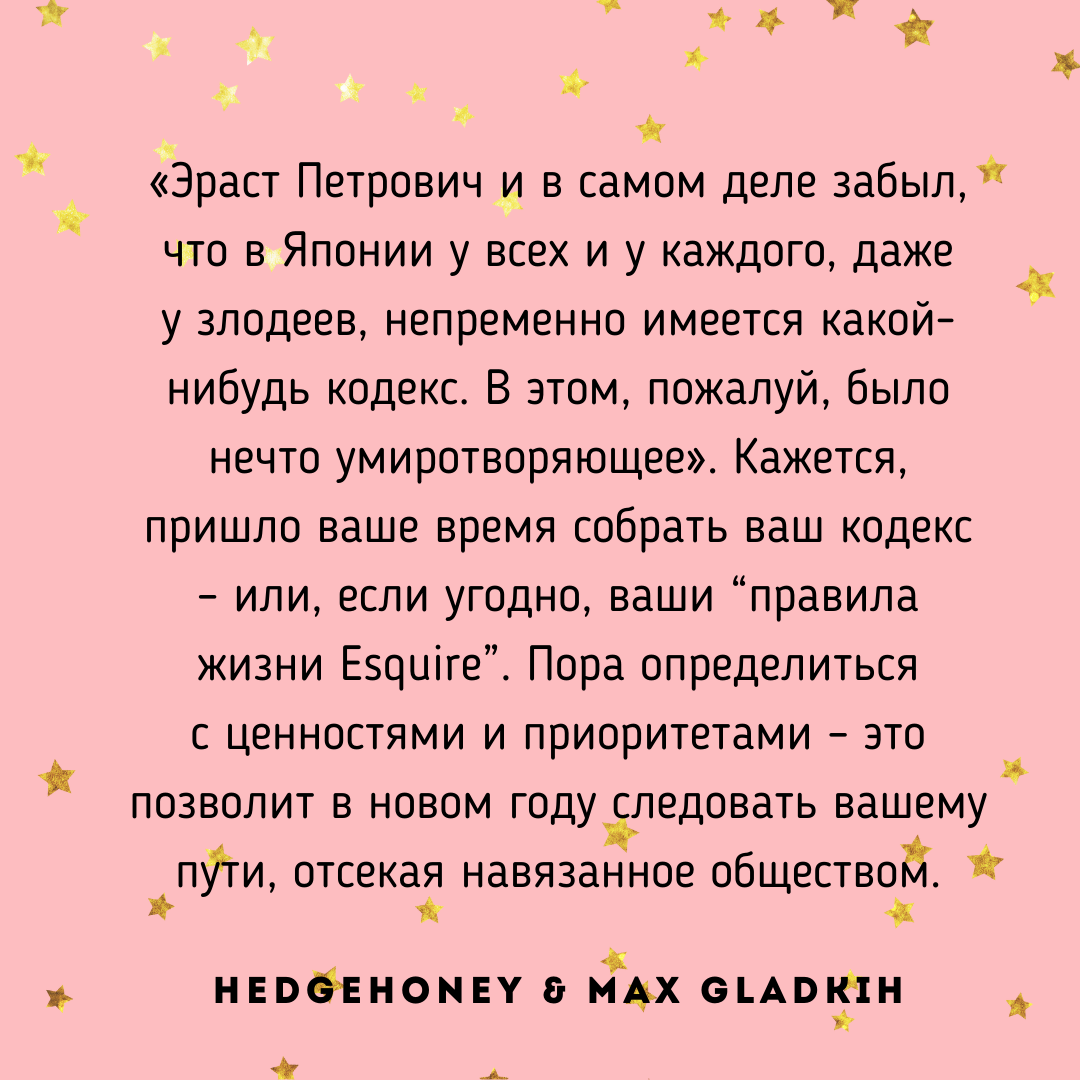 «Эраст Петрович и в самом деле забыл,
что в Японии у всех и у каждого, даже
у злодеев, непременно имеется какой-
нибудь кодекс. В этом, пожалуй, было
нечто умиротворяющее». Кажется,
пришло ваше время собрать ваш кодекс
– или, если угодно, ваши “правила
жизни Esquire”. Пора определиться
с ценностями и приоритетами – это
позволит в новом году следовать вашему
пути, отсекая навязанное обществом.
HEDGEHONEY & MAX GLADKIH